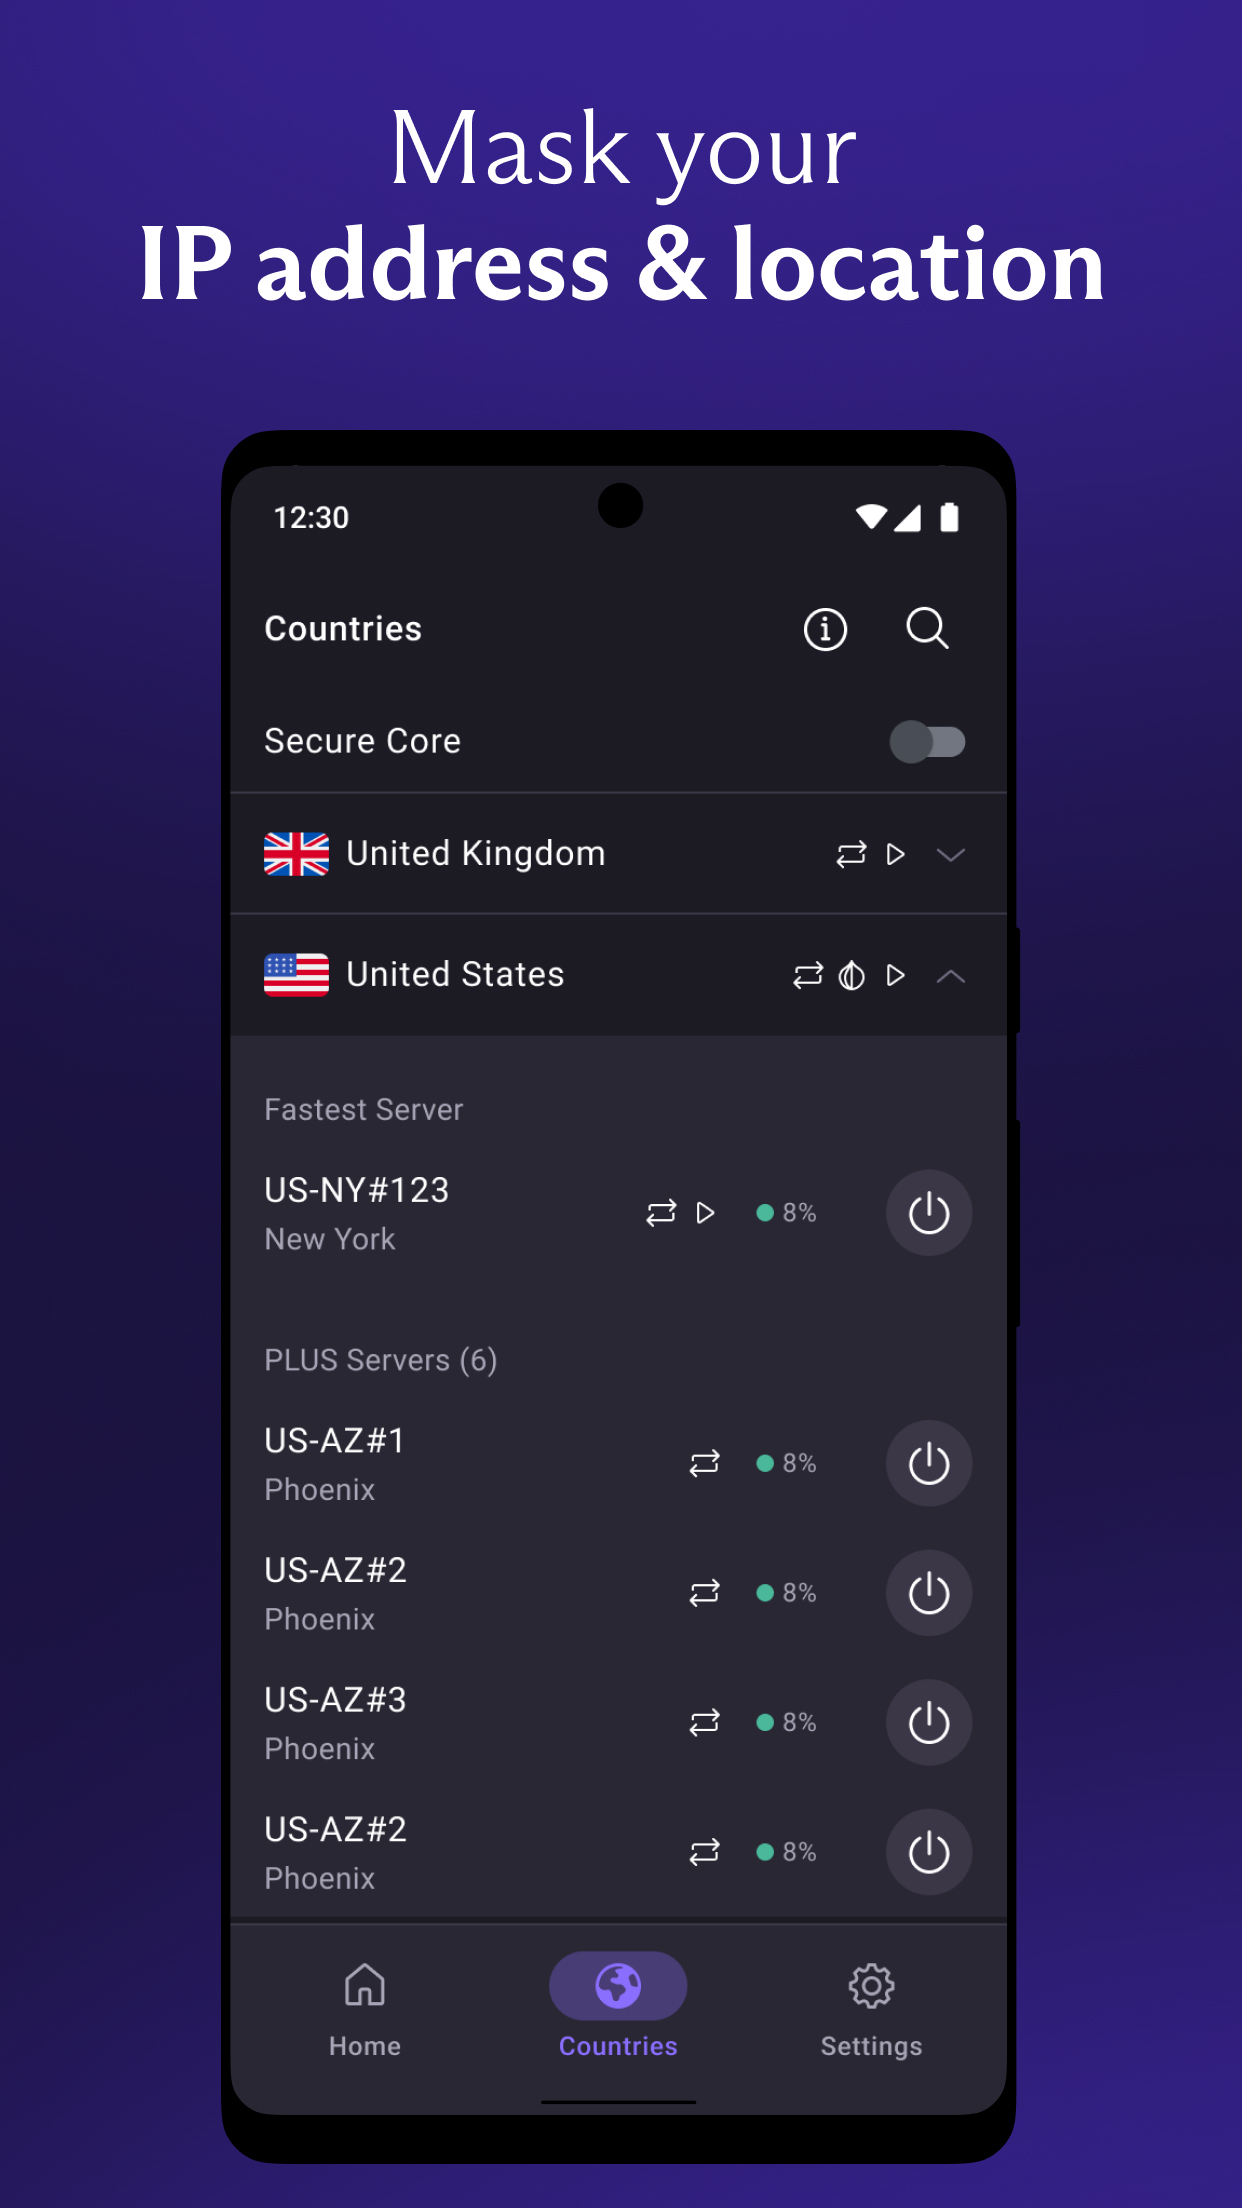 Mask your
IP address & location
12:30
Countries
Secure Core
United Kingdom
United States
Fastest Server
US-NY#123
New York
8%
PLUS Servers (6)
US-AZ#1
Phoenix
8%
US-AZ#2
Phoenix
8%
US-AZ#3
Phoenix
8%
US-AZ#2
Phoenix
8%
Home
Countries
Settings